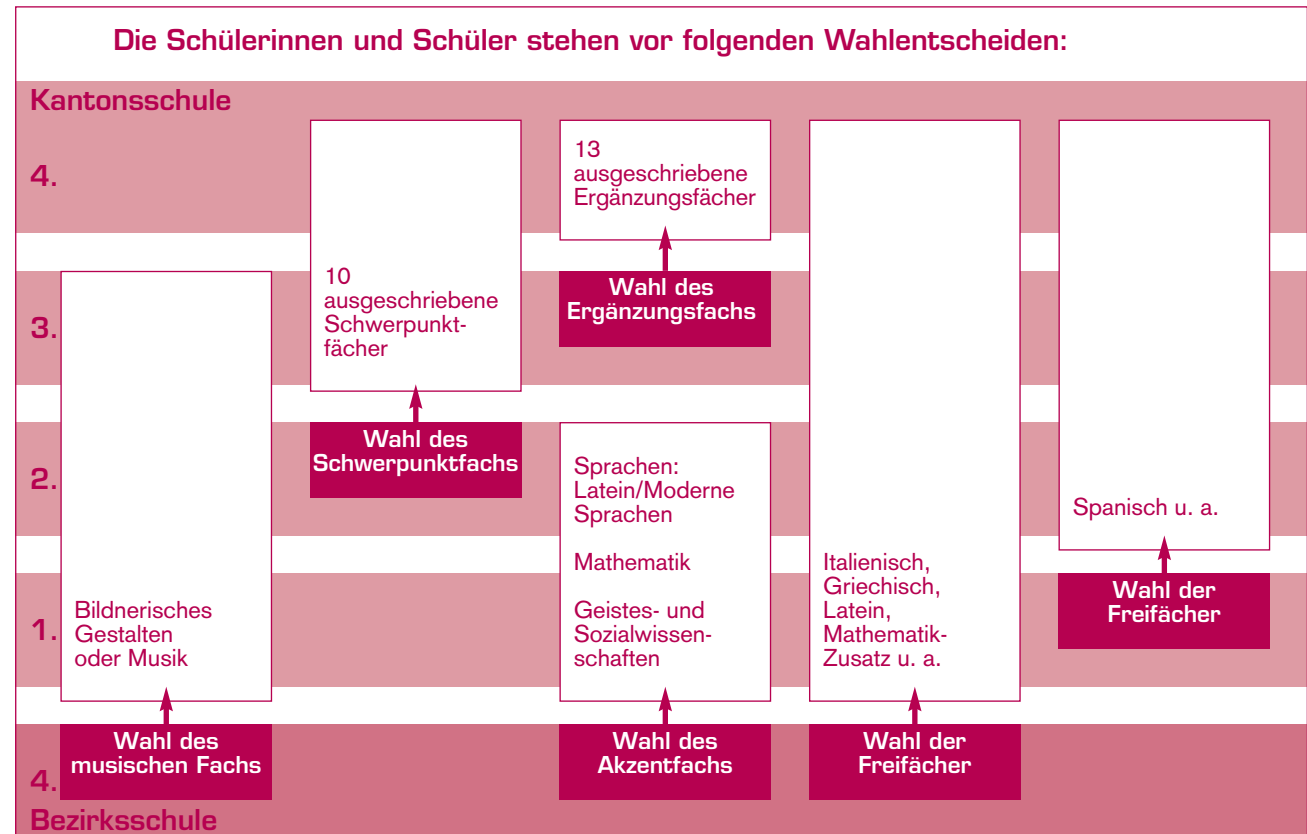 Die Schülerinnen und Schüler stehen vor folgenden Wahlentscheiden:
Kantonsschule
4.
13
ausgeschriebene
Ergänzungsfächer
3.
10
ausgeschriebene
Schwerpunkt-
fächer
Wahl des
Ergänzungsfachs
2.
Wahl des
Schwerpunktfachs
Sprachen:
Latein/Moderne
Sprachen
Mathematik
Geistes- und
Sozialwissen-
schaften
Spanisch u. a.
1.
Bildnerisches
Gestalten
oder Musik
Italienisch,
Griechisch,
Latein,
Mathematik-
Zusatz u. a.
Wahl der
Freifächer
4.
Wahl des
musischen Fachs
Wahl des
Akzentfachs
Wahl der
Freifächer
Bezirksschule